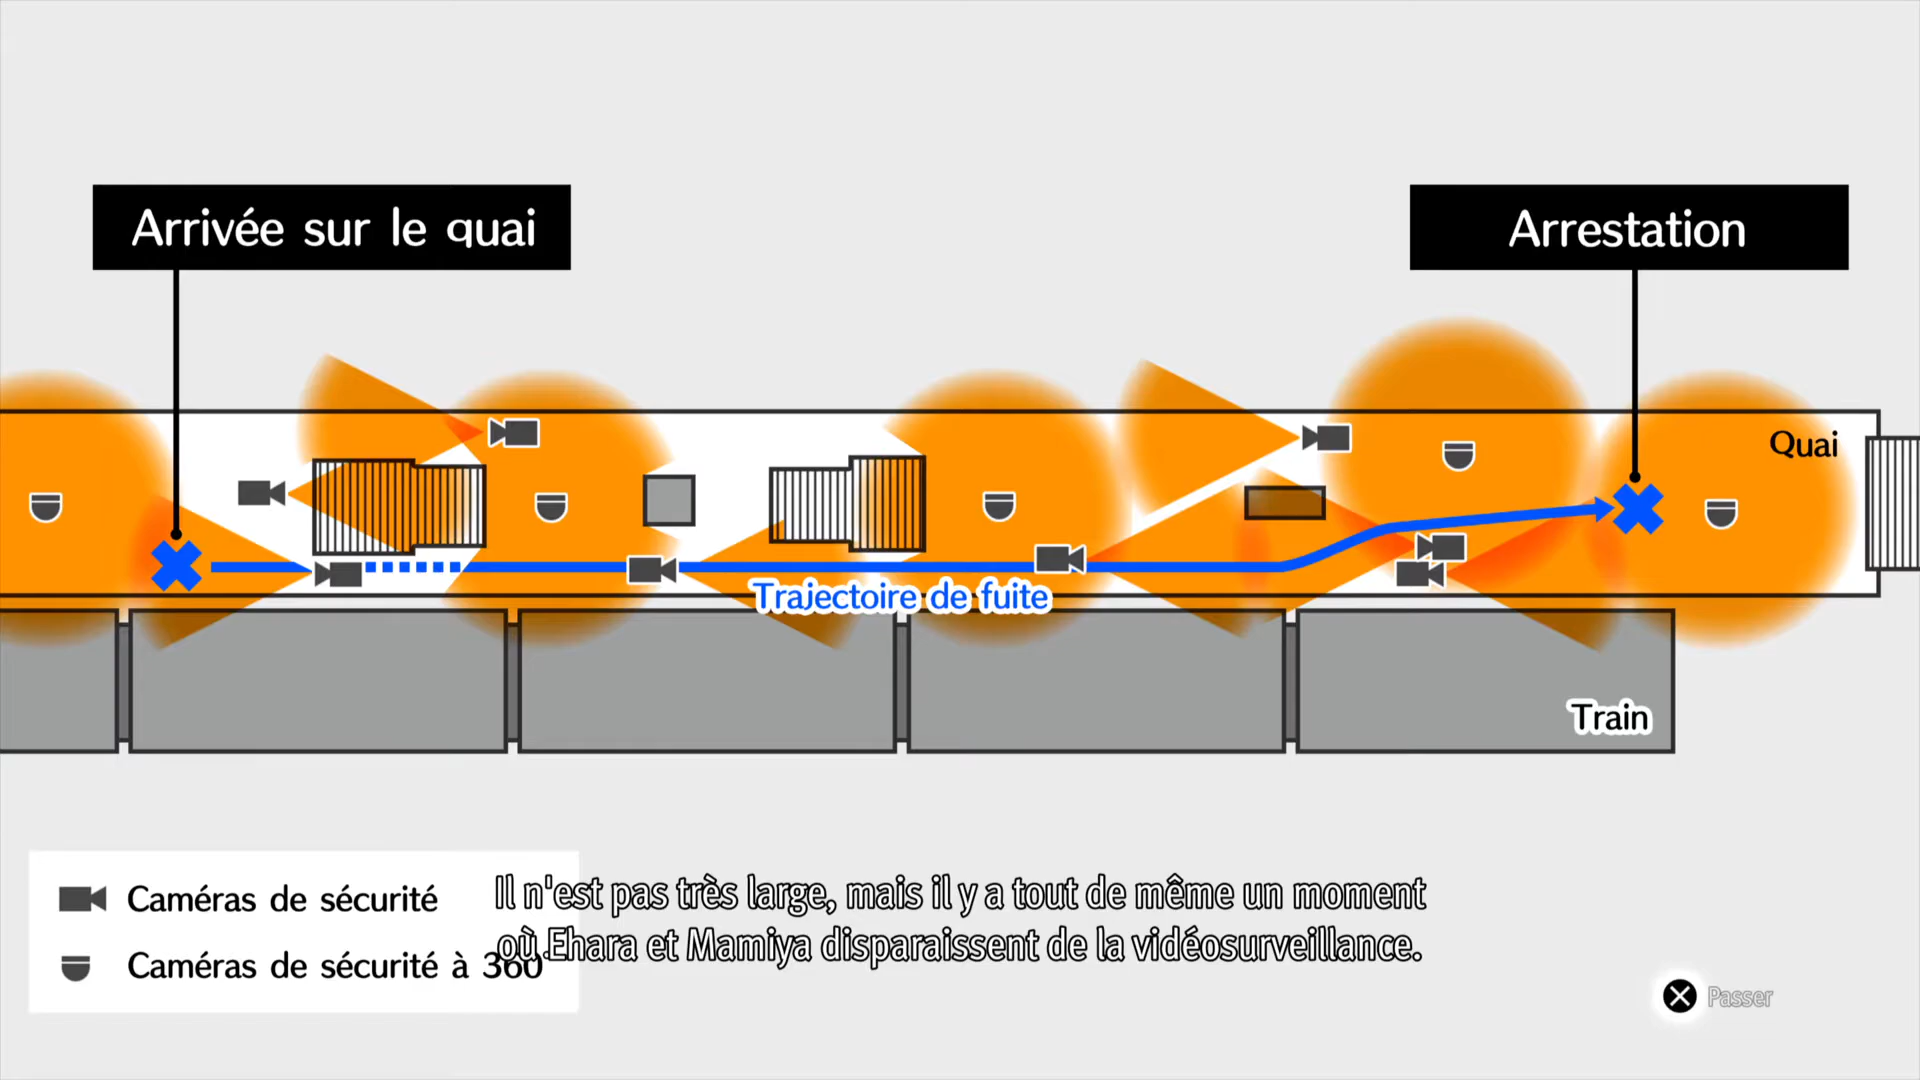 Arrivée sur le quai
Arrestation
Quai
Trajectoire de fuite
Train
Caméras de sécurité
Caméras de sécurité à 360
Il n'est pas très large, mais il y a tout de même un moment
où Ehara et Mamiya disparaissent de la vidéosurveillance.
Passer